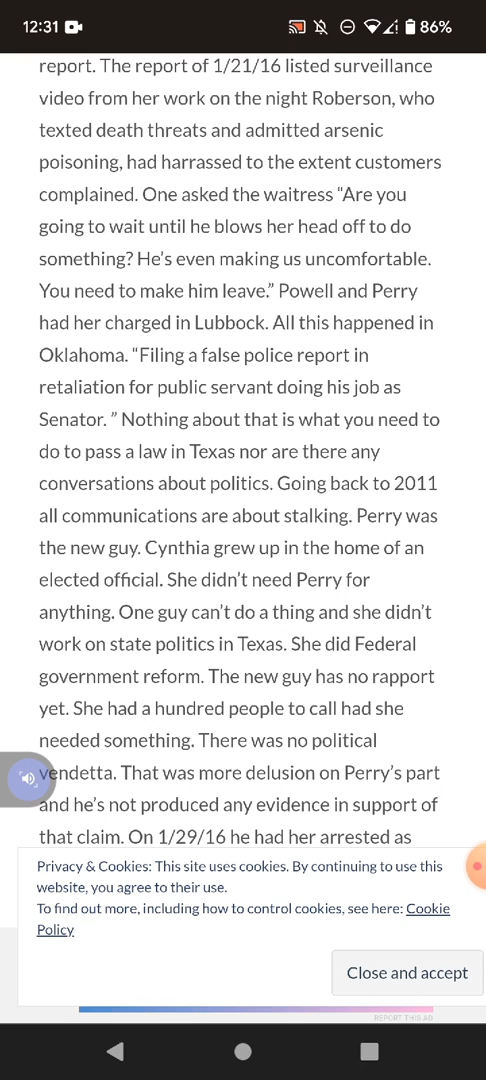 12:31
86%
report. The report of 1/21/16 listed surveillance
video from her work on the night Roberson, who
texted death threats and admitted arsenic
poisoning, had harrassed to the extent customers
complained. One asked the waitress “Are you
going to wait until he blows her head off to do
something? He’s even making us uncomfortable.
You need to make him leave.” Powell and Perry
had her charged in Lubbock. All this happened in
Oklahoma. “Filing a false police report in
retaliation for public servant doing his job as
Senator. ” Nothing about that is what you need to
do to pass a law in Texas nor are there any
conversations about politics. Going back to 2011
all communications are about stalking. Perry was
the new guy. Cynthia grew up in the home of an
elected official. She didn’t need Perry for
anything. One guy can’t do a thing and she didn’t
work on state politics in Texas. She did Federal
government reform. The new guy has no rapport
yet. She had a hundred people to call had she
needed something. There was no political
vendetta. That was more delusion on Perry’s part
and he’s not produced any evidence in support of
that claim. On 1/29/16 he had her arrested as
Privacy & Cookies: This site uses cookies. By continuing to use this
website, you agree to their use.
To find out more, including how to control cookies, see here: Cookie
Policy
Close and accept
REPORT THIS AD